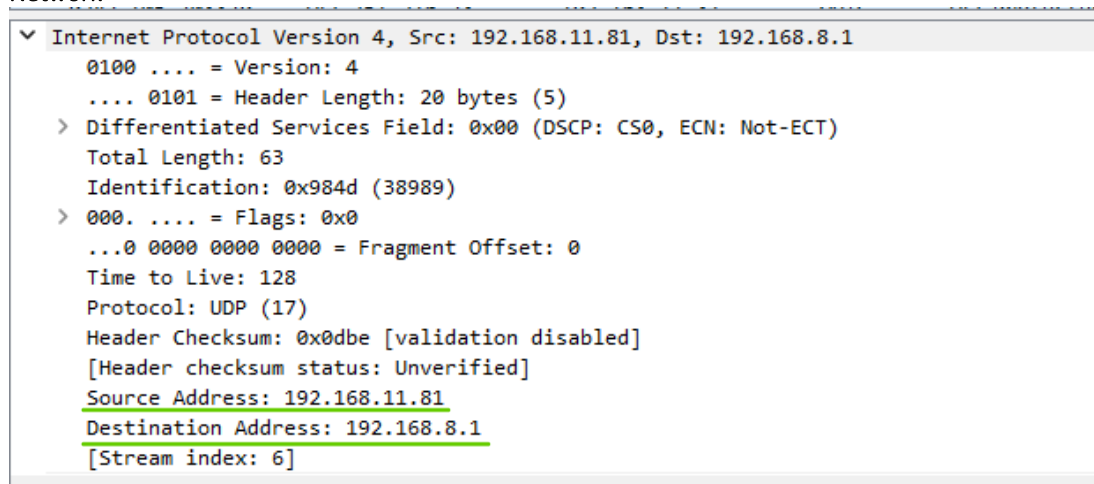 Internet Protocol Version 4, Src: 192.168.11.81, Dst: 192.168.8.1
0100 .... = Version: 4
.... 0101 = Header Length: 20 bytes (5)
Differentiated Services Field: 0x00 (DSCP: CS0, ECN: Not-ECT)
Total Length: 63
Identification: 0x984d (38989)
000. .... = Flags: 0x0
...0 0000 0000 0000 = Fragment Offset: 0
Time to Live: 128
Protocol: UDP (17)
Header Checksum: 0x0dbe [validation disabled]
[Header checksum status: Unverified]
Source Address: 192.168.11.81
Destination Address: 192.168.8.1
[Stream index: 6]